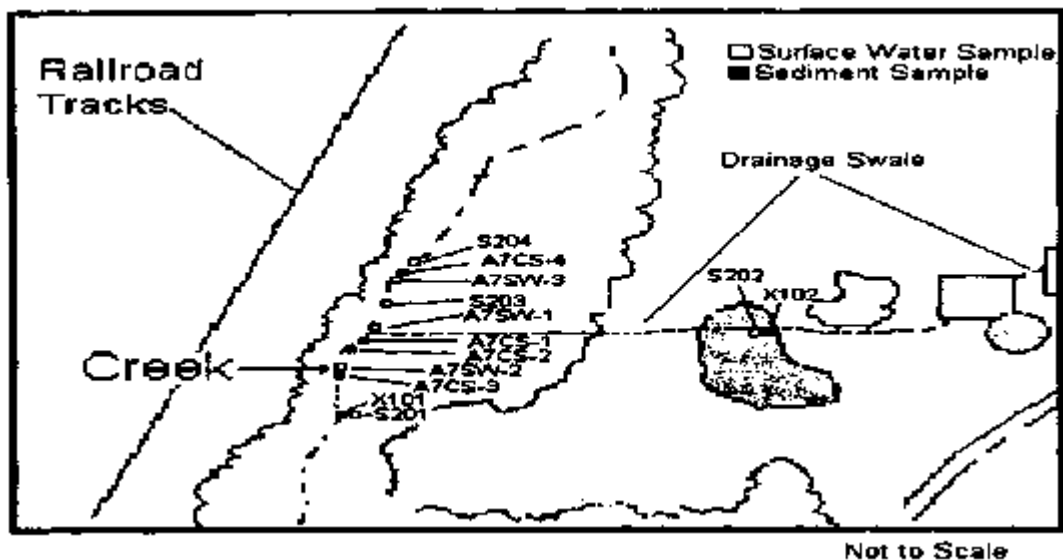 Railroad
Tracks
Surface Water Sample
Sediment Sample
Drainage Swale
S204
A7CS-4
A7SW-3
S203
A7SW-1
A7CS-1
A7CS-2
A7SW-2
A7CS-3
X101
S201
S202
X102
Creek
Not to Scale